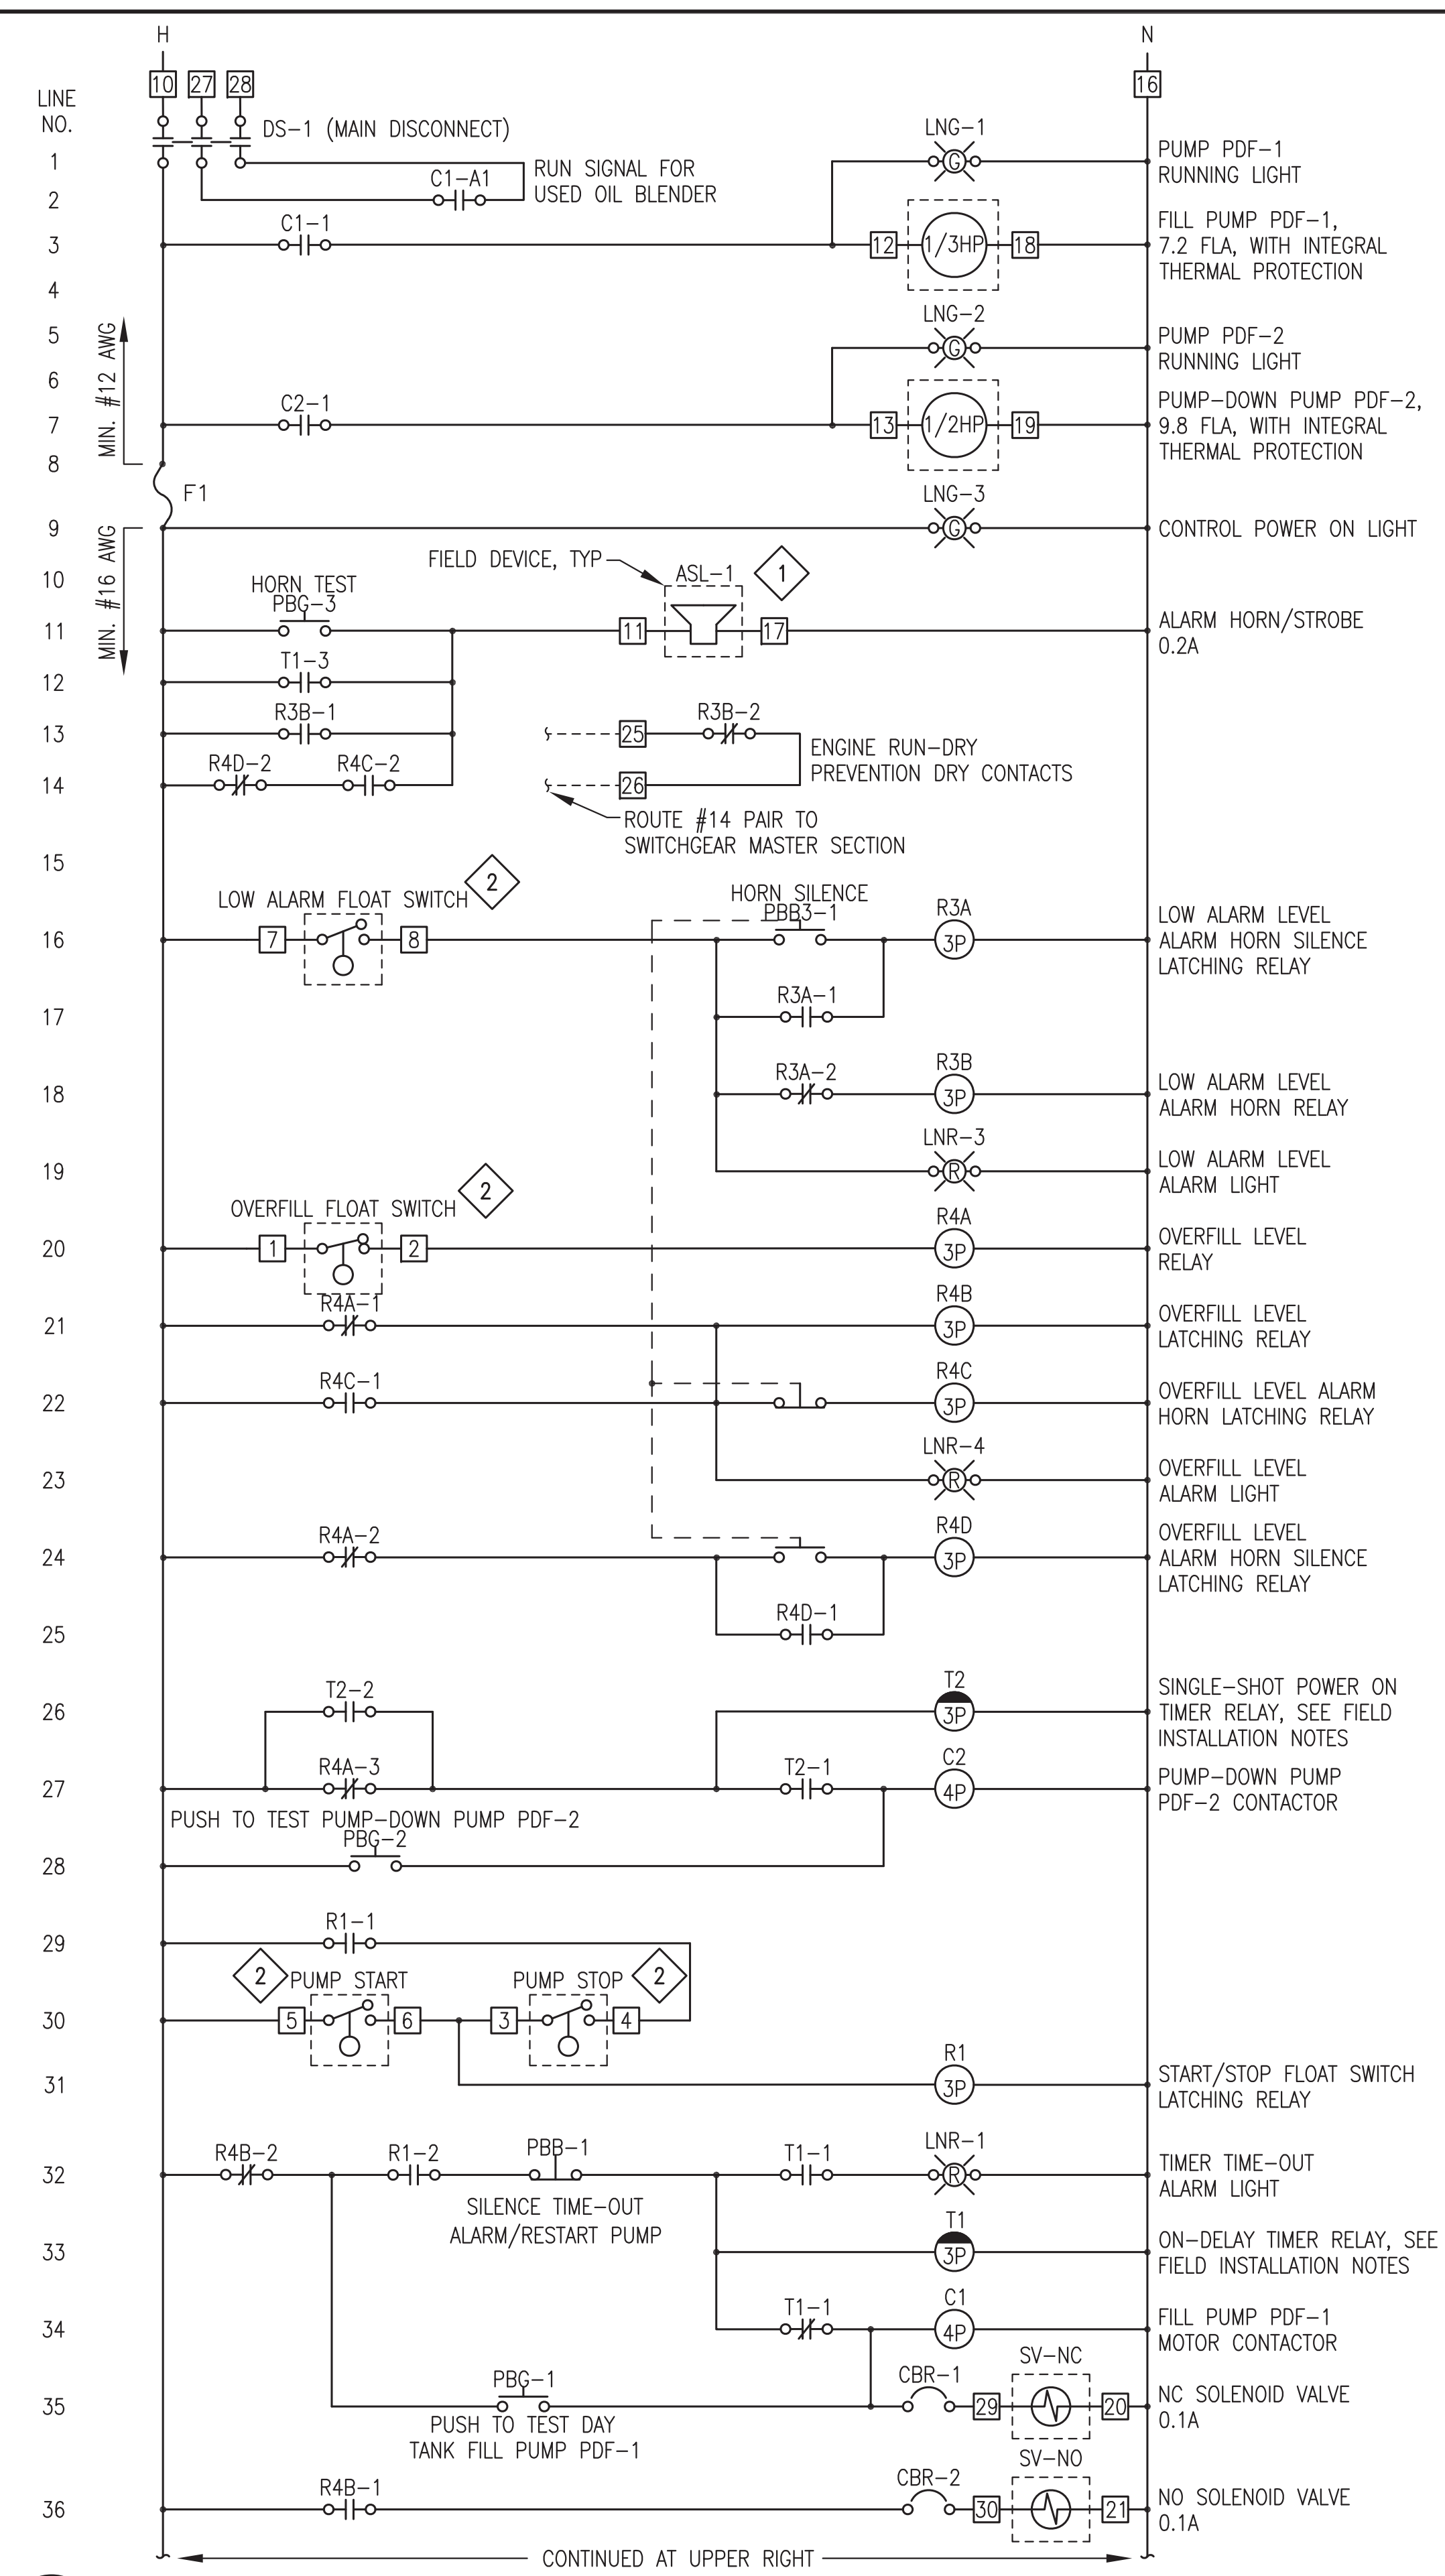 H
N
10 27 28
16
LINE
NO.
DS-1 (MAIN DISCONNECT)
LNG-1
1
G
PUMP PDF-1
RUNNING LIGHT
RUN SIGNAL FOR
USED OIL BLENDER
C1-A1
2
C1-1
3
12
1/3HP
18
FILL PUMP PDF-1,
7.2 FLA, WITH INTEGRAL
THERMAL PROTECTION
4
LNG-2
5
G
PUMP PDF-2
RUNNING LIGHT
MIN. #12 AWG
6
C2-1
7
13
1/2HP
19
PUMP-DOWN PUMP PDF-2,
9.8 FLA, WITH INTEGRAL
THERMAL PROTECTION
8
F1
LNG-3
9
G
CONTROL POWER ON LIGHT
MIN. #16 AWG
10
FIELD DEVICE, TYP
ASL-1
1
HORN TEST
PBG-3
11
11
17
ALARM HORN/STROBE
0.2A
T1-3
12
R3B-1
13
25
R3B-2
ENGINE RUN-DRY
PREVENTION DRY CONTACTS
R4D-2
R4C-2
14
26
ROUTE #14 PAIR TO
SWITCHGEAR MASTER SECTION
15
LOW ALARM FLOAT SWITCH
2
HORN SILENCE
PBB3-1
R3A
16
7
8
3P
LOW ALARM LEVEL
ALARM HORN SILENCE
LATCHING RELAY
R3A-1
17
R3A-2
R3B
18
3P
LOW ALARM LEVEL
ALARM HORN RELAY
LNR-3
19
R
LOW ALARM LEVEL
ALARM LIGHT
OVERFILL FLOAT SWITCH
2
R4A
20
1
2
3P
OVERFILL LEVEL
RELAY
R4A-1
R4B
21
3P
OVERFILL LEVEL
LATCHING RELAY
R4C-1
R4C
22
3P
OVERFILL LEVEL ALARM
HORN LATCHING RELAY
LNR-4
23
R
OVERFILL LEVEL
ALARM LIGHT
R4A-2
R4D
24
3P
OVERFILL LEVEL
ALARM HORN SILENCE
LATCHING RELAY
R4D-1
25
T2-2
T2
26
3P
SINGLE-SHOT POWER ON
TIMER RELAY, SEE FIELD
INSTALLATION NOTES
R4A-3
T2-1
C2
27
4P
PUMP-DOWN PUMP
PDF-2 CONTACTOR
PUSH TO TEST PUMP-DOWN PUMP PDF-2
PBG-2
28
R1-1
29
2
PUMP START
PUMP STOP
2
30
5
6
3
4
R1
31
3P
START/STOP FLOAT SWITCH
LATCHING RELAY
R4B-2
R1-2
PBB-1
T1-1
LNR-1
32
R
TIMER TIME-OUT
ALARM LIGHT
SILENCE TIME-OUT
ALARM/RESTART PUMP
T1
33
3P
ON-DELAY TIMER RELAY, SEE
FIELD INSTALLATION NOTES
T1-1
C1
34
4P
FILL PUMP PDF-1
MOTOR CONTACTOR
PBG-1
CBR-1
SV-NC
35
29
20
NC SOLENOID VALVE
0.1A
PUSH TO TEST DAY
TANK FILL PUMP PDF-1
R4B-1
CBR-2
SV-NO
36
30
21
NO SOLENOID VALVE
0.1A
CONTINUED AT UPPER RIGHT